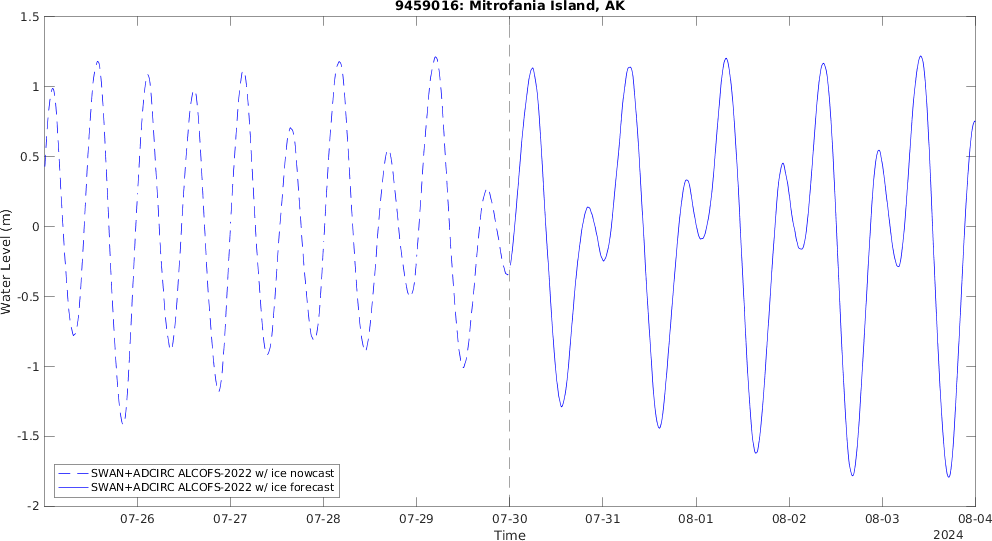 9459016: Mitrofania Island, AK
Water Level (m)
1.5
1
0.5
0
-0.5
-1
-1.5
-2
SWAN+ADCIRC ALCOFS-2022 w/ ice nowcast
SWAN+ADCIRC ALCOFS-2022 w/ ice forecast
07-26 07-27 07-28 07-29 07-30 07-31 08-01 08-02 08-03 08-04
Time
2024